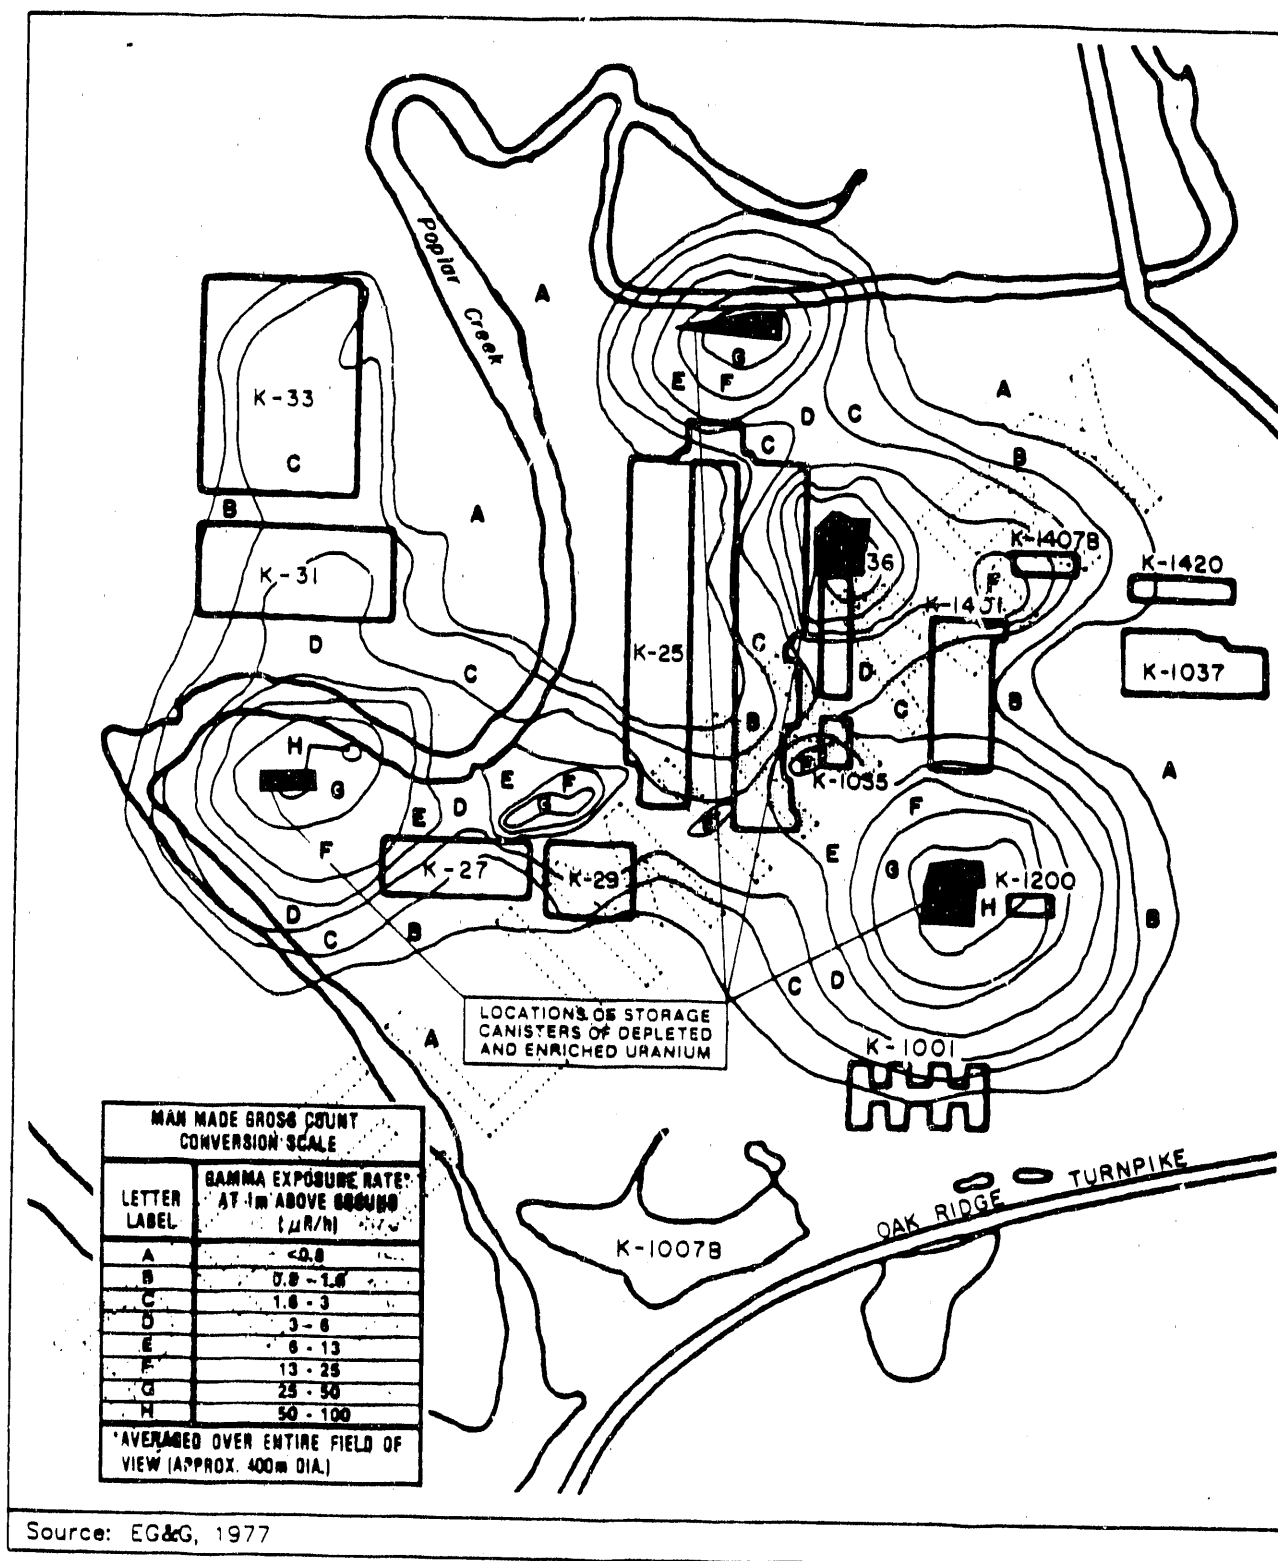 Poplar
Creek
A
A
K-33
C
B
A
K-31
D
C
G
E
F
D
C
C
A
B
36
K-1407B
K-1420
F
K-1401
K-25
C
D
K-1037
B
C
B
A
H
G
E
F
G
E
D
K-1035
F
F
E
K-27
K-29
E
G
K-1200
H
D
C
B
B
C
D
LOCATIONS OF STORAGE
CANISTERS OF DEPLETED
AND ENRICHED URANIUM
A
K-1001
MAN MADE GROSS COUNT
CONVERSION SCALE
LETTER
LABEL
GAMMA EXPOSURE RATE*
AT 1m ABOVE GROUND
(μR/h)
A <0.8
B 0.8 - 1.6
C 1.6 - 3
D 3 - 6
E 6 - 13
F 13 - 25
G 25 - 50
H 50 - 100
*AVERAGED OVER ENTIRE FIELD OF
VIEW (APPROX. 400m DIA.)
K-1007B
OAK RIDGE TURNPIKE
Source: EG&G, 1977